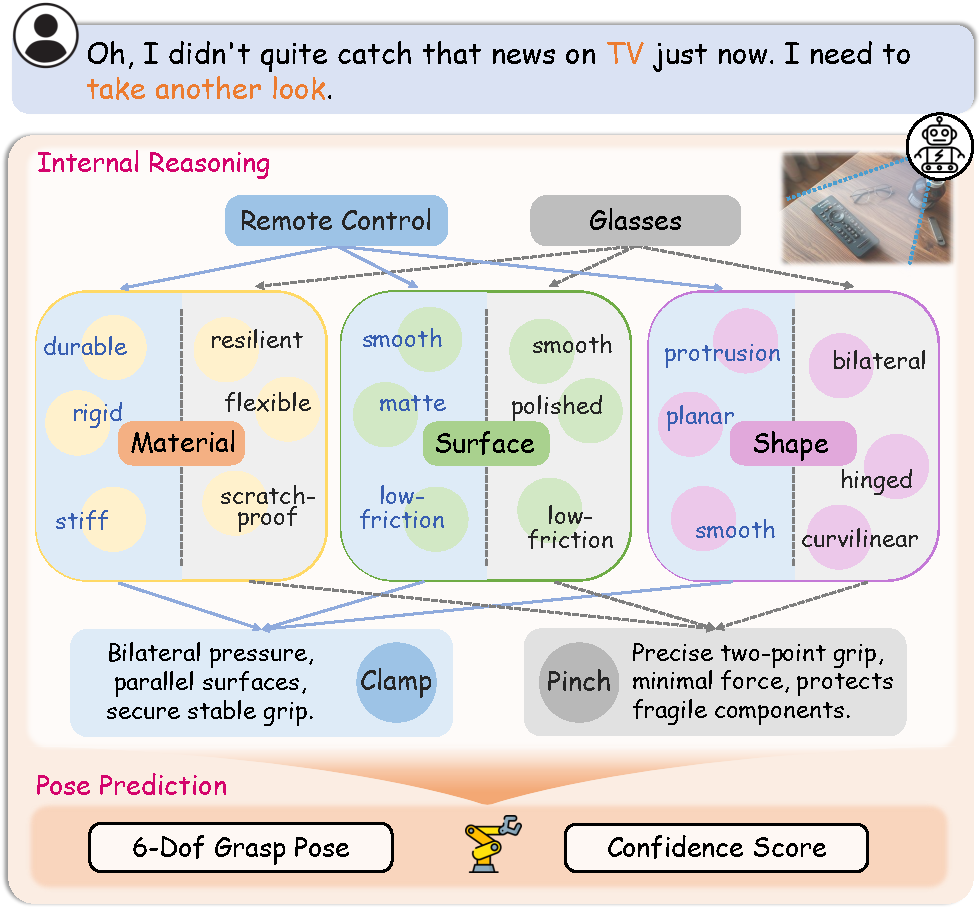 Oh, I didn't quite catch that news on TV just now. I need to
take another look.
Internal Reasoning
Remote Control
Glasses
durable
rigid
stiff
resilient
flexible
scratch-
proof
Material
smooth
matte
low-
friction
smooth
polished
low-
friction
Surface
protrusion
planar
smooth
bilateral
hinged
curvilinear
Shape
Bilateral pressure,
parallel surfaces,
secure stable grip.
Clamp
Pinch
Precise two-point grip,
minimal force, protects
fragile components.
Pose Prediction
6-Dof Grasp Pose
Confidence Score